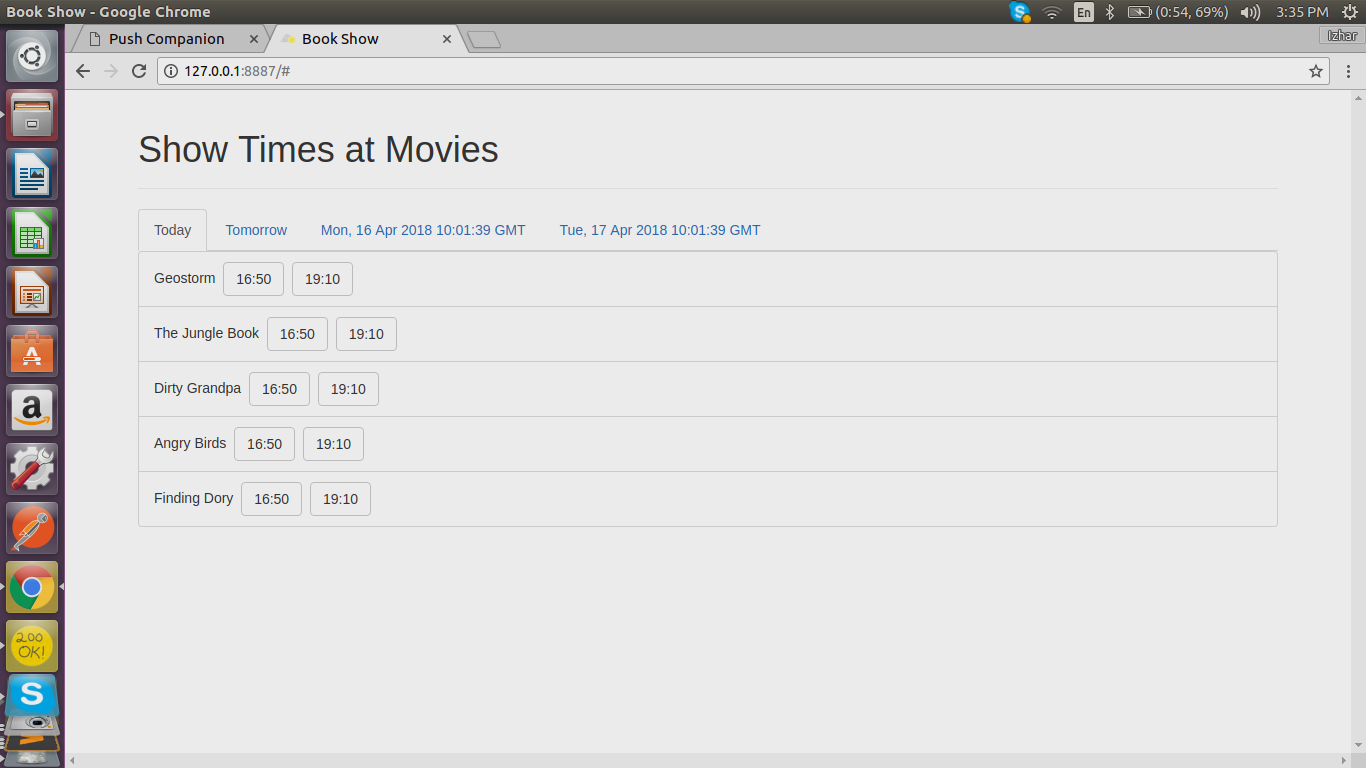 Book Show - Google Chrome
En
(0:54, 69%)
3:35 PM
Push Companion
Book Show
Izhar
127.0.0.1:8887/#
Show Times at Movies
Today Tomorrow Mon, 16 Apr 2018 10:01:39 GMT Tue, 17 Apr 2018 10:01:39 GMT
Geostorm 16:50 19:10
The Jungle Book 16:50 19:10
Dirty Grandpa 16:50 19:10
Angry Birds 16:50 19:10
Finding Dory 16:50 19:10
A
a
200
OK!
S